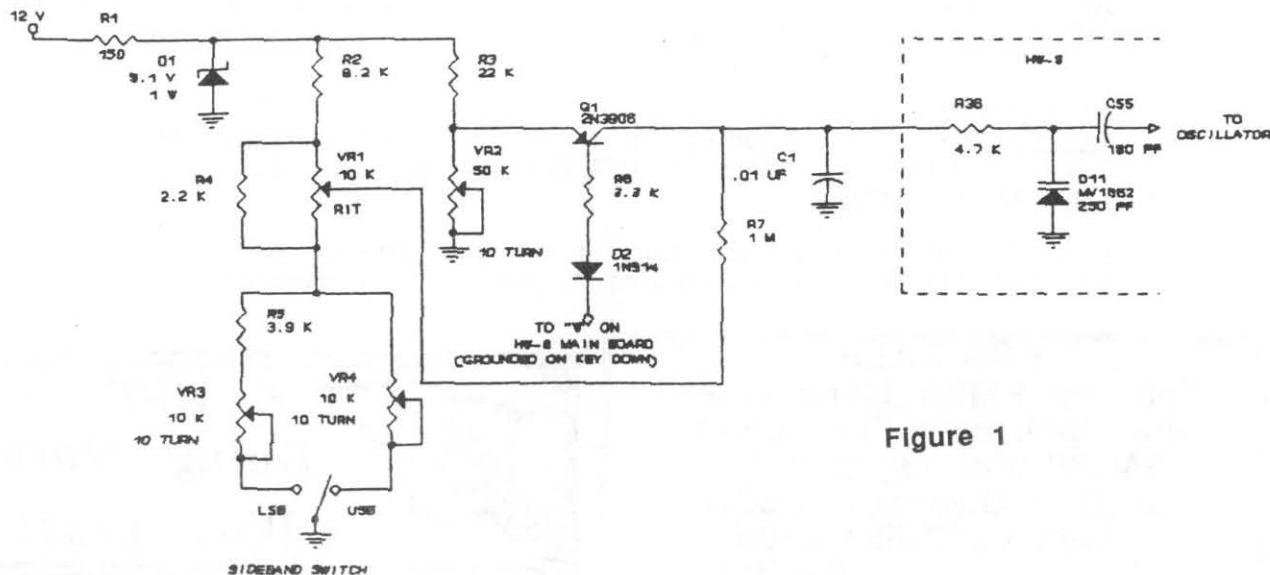 12 V
R1
150
D1
9.1 V
1 W
R2
8.2 K
R3
22 K
Q1
2N3906
HW-8
R36
4.7 K
C55
180 PF
TO
OSCILLATOR
R4
2.2 K
VR1
10 K
RIT
VR2
50 K
10 TURN
R6
3.3 K
C1
.01 UF
D11
MV1662
250 PF
R7
1 M
D2
1N914
TO "W" ON
HW-8 MAIN BOARD
(GROUNDED ON KEY DOWN)
R5
3.9 K
VR3
10 K
10 TURN
VR4
10 K
10 TURN
LSB
USB
SIDEBAND SWITCH
Figure 1